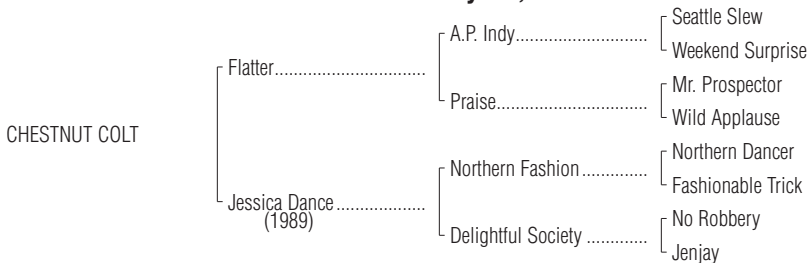 Seattle Slew
A.P. Indy..............................
Weekend Surprise
Flatter..................................
Mr. Prospector
Praise..................................
Wild Applause
CHESTNUT COLT
Northern Dancer
Northern Fashion ...............
Fashionable Trick
Jessica Dance....................
(1989)
No Robbery
Delightful Society ..............
Jenjay